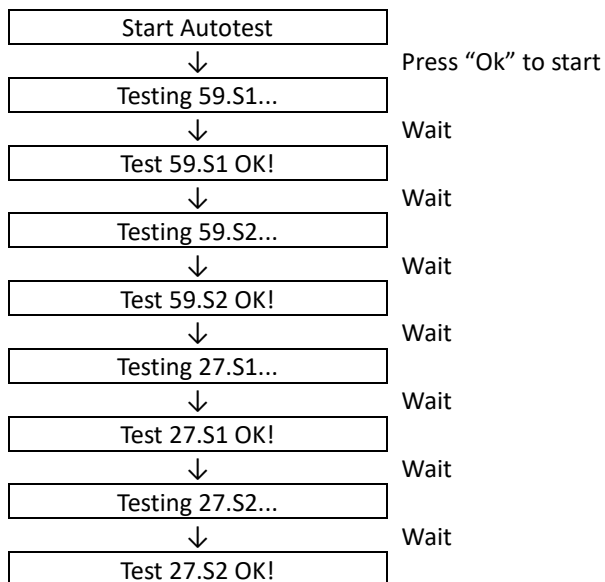 Start Autotest
↓ Press “Ok” to start
Testing 59.S1...
↓ Wait
Test 59.S1 OK!
↓ Wait
Testing 59.S2...
↓ Wait
Test 59.S2 OK!
↓ Wait
Testing 27.S1...
↓ Wait
Test 27.S1 OK!
↓ Wait
Testing 27.S2...
↓ Wait
Test 27.S2 OK!